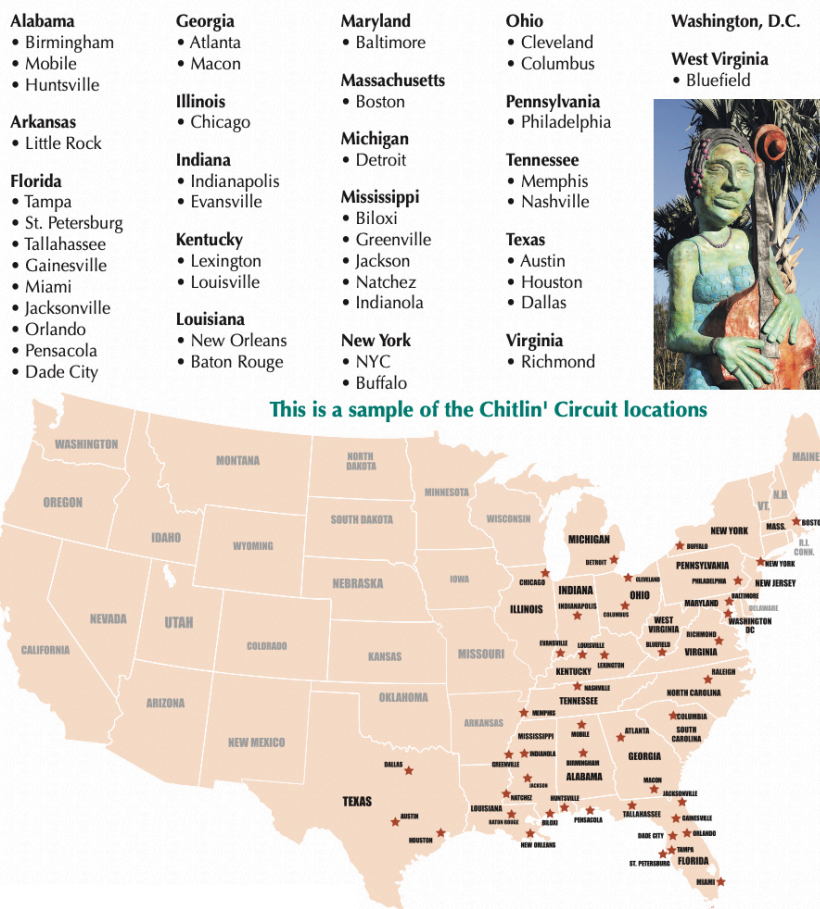 Alabama
• Birmingham
• Mobile
• Huntsville
Arkansas
• Little Rock
Florida
• Tampa
• St. Petersburg
• Tallahassee
• Gainesville
• Miami
• Jacksonville
• Orlando
• Pensacola
• Dade City
Georgia
• Atlanta
• Macon
Illinois
• Chicago
Indiana
• Indianapolis
• Evansville
Kentucky
• Lexington
• Louisville
Louisiana
• New Orleans
• Baton Rouge
Maryland
• Baltimore
Massachusetts
• Boston
Michigan
• Detroit
Mississippi
• Biloxi
• Greenville
• Jackson
• Natchez
• Indianola
New York
• NYC
• Buffalo
Ohio
• Cleveland
• Columbus
Pennsylvania
• Philadelphia
Tennessee
• Memphis
• Nashville
Texas
• Austin
• Houston
• Dallas
Virginia
• Richmond
Washington, D.C.
West Virginia
• Bluefield
This is a sample of the Chitlin' Circuit locations
WASHINGTON
MONTANA
NORTH
DAKOTA
MAINE
OREGON
MINNESOTA
N.H
VT.
IDAHO
SOUTH DAKOTA
WISCONSIN
MICHIGAN
NEW YORK
MASS.
BOSTO
WYOMING
BUFFALO
R.I.
CONN.
DETROIT
PENNSYLVANIA
NEW YORK
NEBRASKA
IOWA
CHICAGO
CLEVELAND
PHILADELPHIA
NEW JERSEY
INDIANA
OHIO
BALTIMORE
ILLINOIS
INDIANAPOLIS
COLUMBUS
MARYLAND
DELAWARE
NEVADA
UTAH
WEST
VIRGINIA
WASHINGTON
DC
RICHMOND
CALIFORNIA
COLORADO
KANSAS
MISSOURI
EVANSVILLE
LOUISVILLE
BLUEFIELD
VIRGINIA
LEXINGTON
KENTUCKY
RALEIGH
NASHVILLE
NORTH CAROLINA
ARIZONA
OKLAHOMA
TENNESSEE
MEMPHIS
COLUMBIA
ARKANSAS
MOBILE
ATLANTA
SOUTH
CAROLINA
NEW MEXICO
MISSISSIPPI
INDIANOLA
GEORGIA
DALLAS
GREENVILLE
BIRMINGHAM
ALABAMA
JACKSON
MACON
TEXAS
NATCHEZ
HUNTSVILLE
JACKSONVILLE
LOUISIANA
AUSTIN
BATON ROUGE
BILOXI
PENSACOLA
TALLAHASSEE
GAINESVILLE
HOUSTON
NEW ORLEANS
DADE CITY
ORLANDO
TAMPA
ST. PETERSBURG
FLORIDA
MIAMI